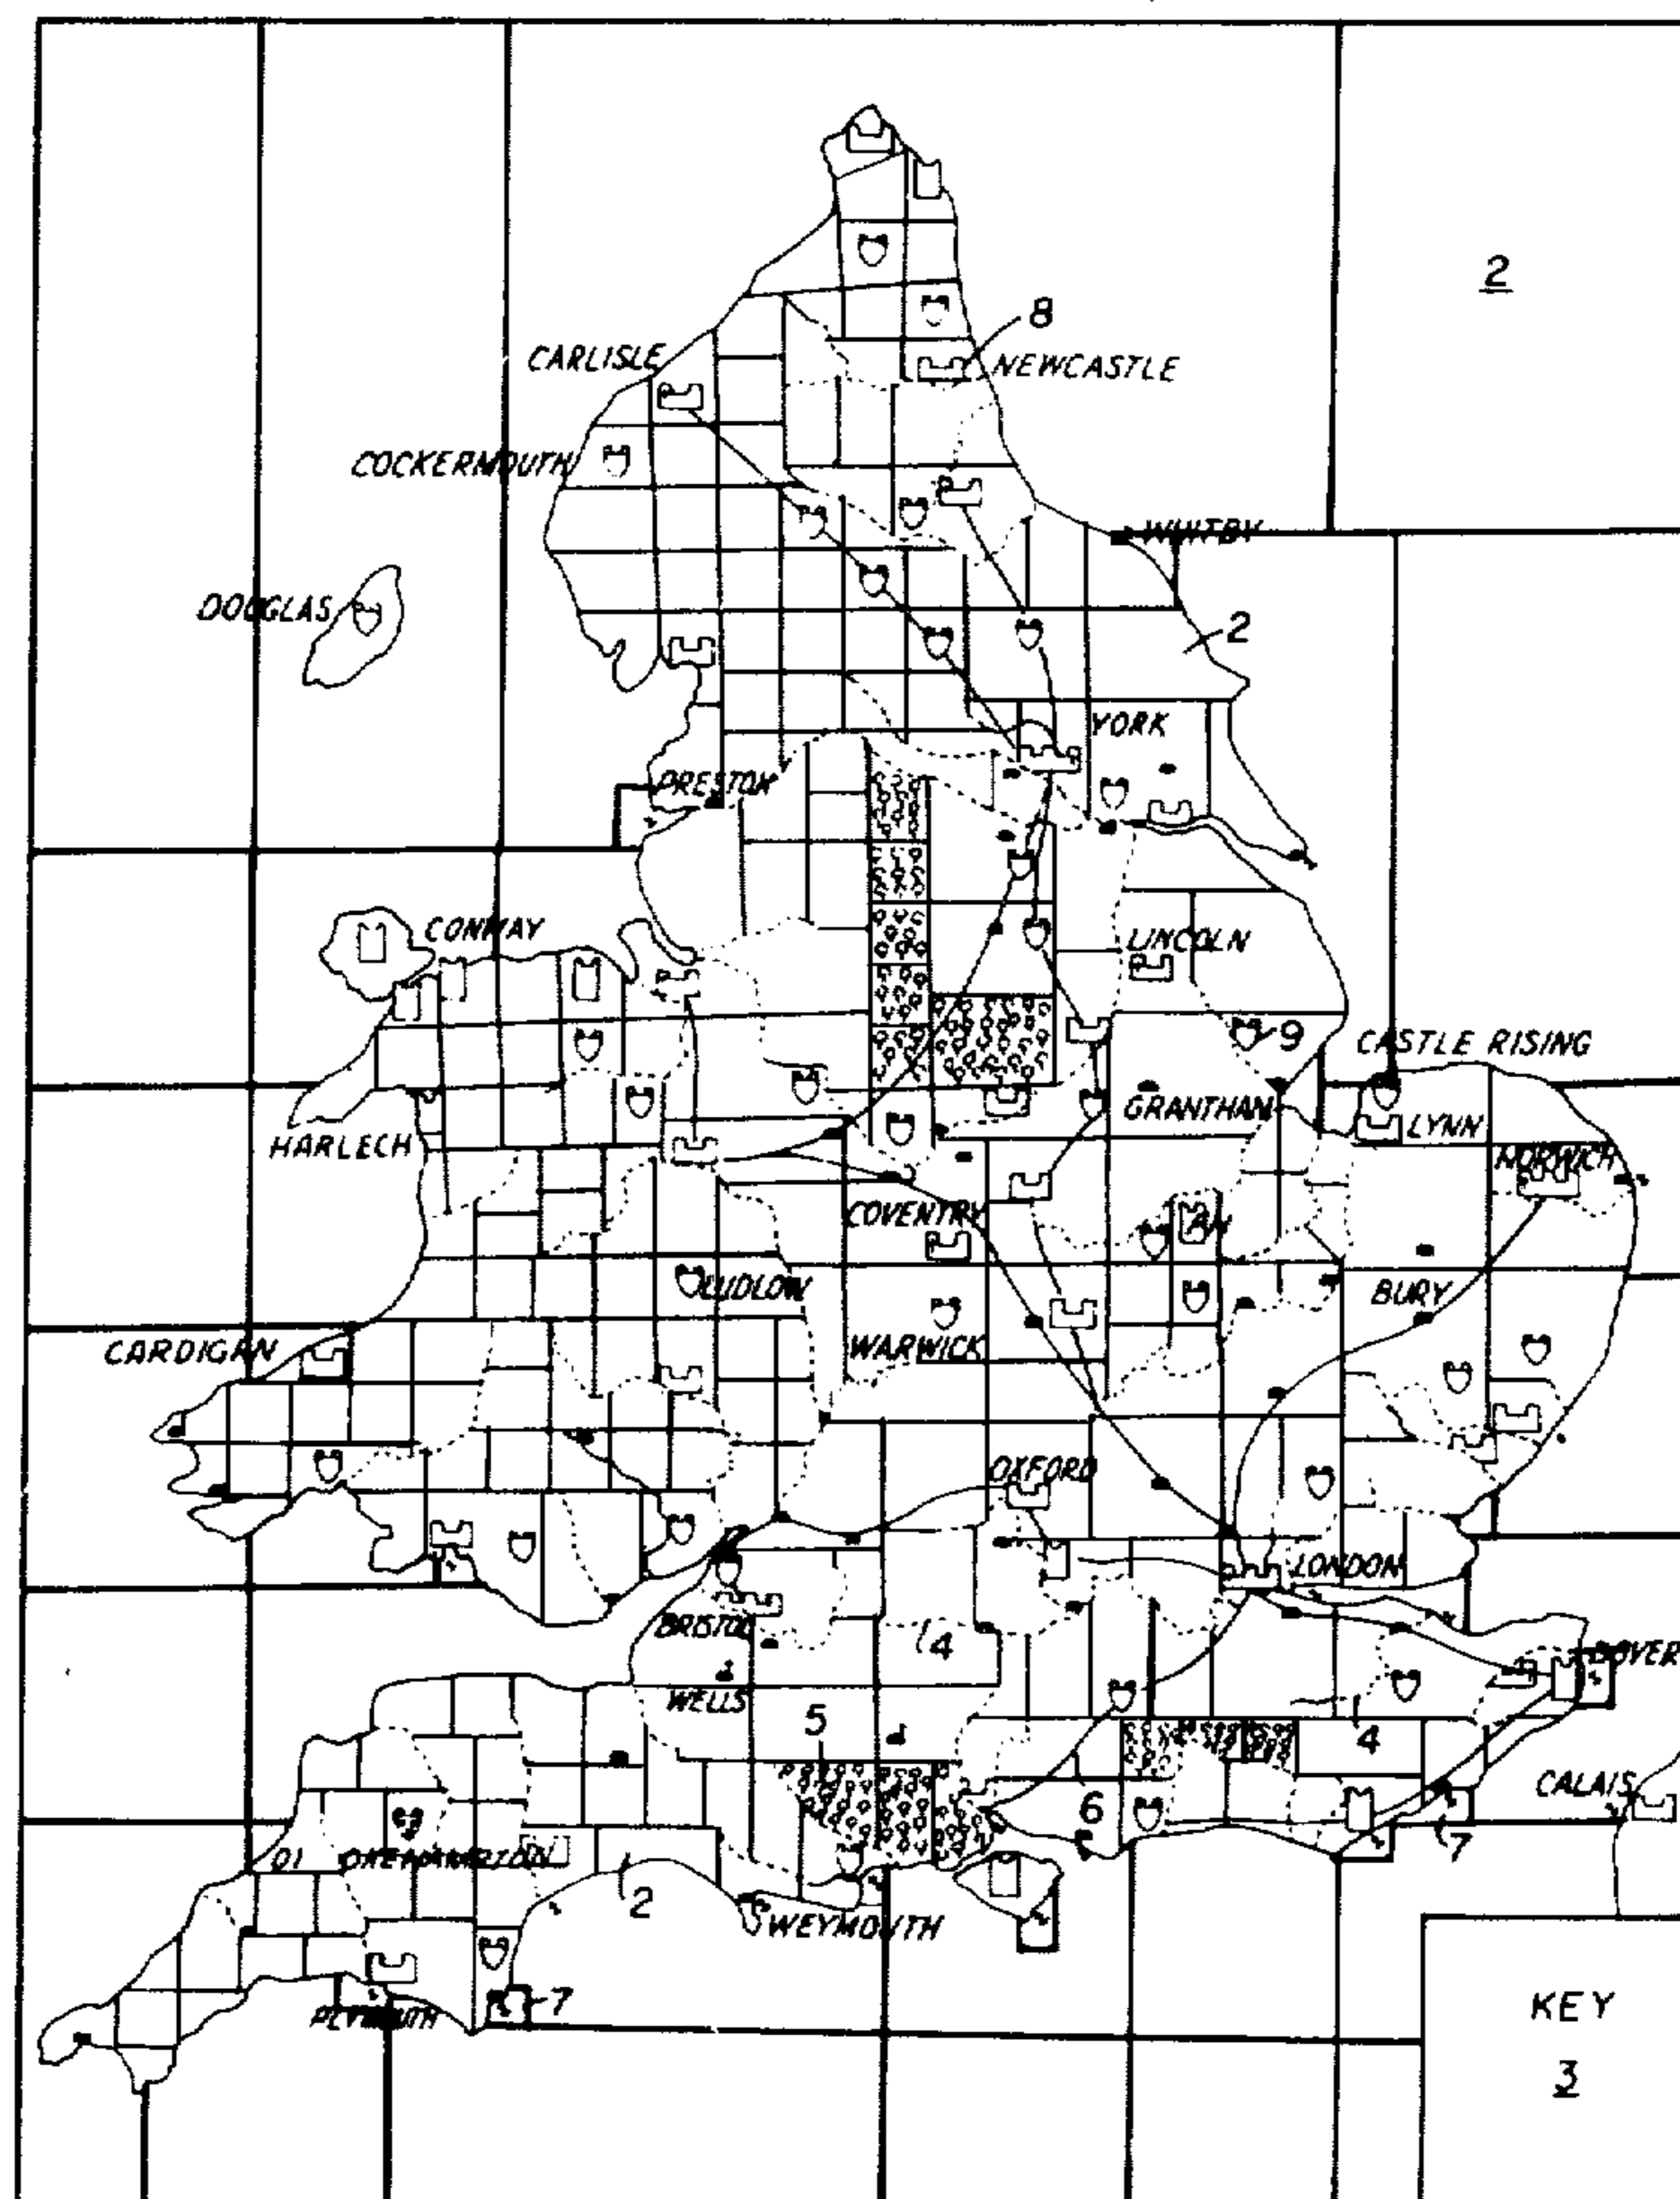 2
8
CARLISLE
NEWCASTLE
COCKERMOUTH
WHITBY
DOUGLAS
2
YORK
PRESTON
CONWAY
LINCOLN
9
CASTLE RISING
HARLECH
GRANTHAM
LYNN
NORWICH
COVENTRY
LUDLOW
BURY
CARDIGAN
WARWICK
OXFORD
LONDON
BRISTOL
4
DOVER
WELLS
5
4
CALAIS
6
7
OKEHAMPTON
2
WEYMOUTH
7
PLYMOUTH
KEY
3